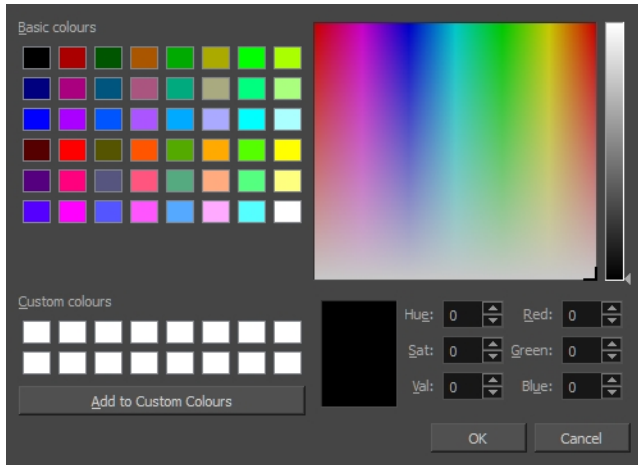 Basic colours
Custom colours
Add to Custom Colours
Hue: 0 Red: 0
Sat: 0 Green: 0
Val: 0 Blue: 0
OK Cancel